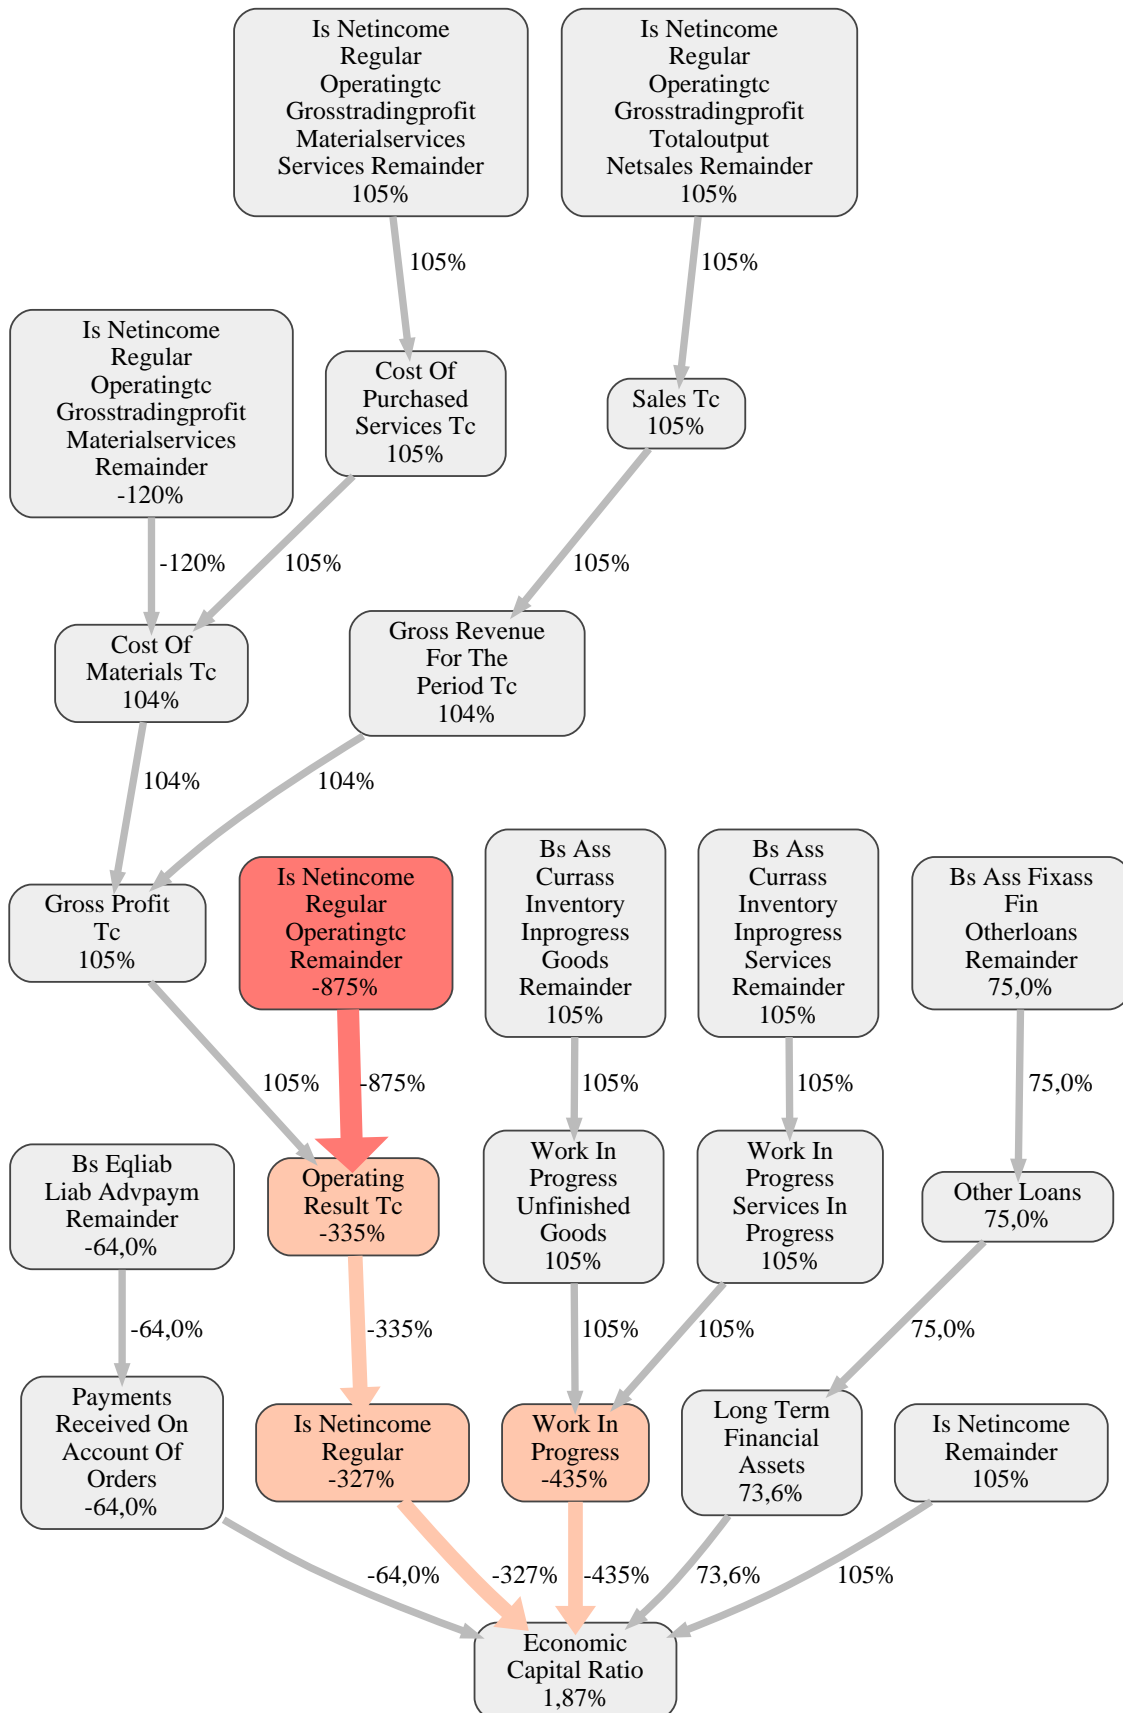 Is Netincome
Regular
Operatingtc
Grosstradingprofit
Materialservices
Services Remainder
105%
Is Netincome
Regular
Operatingtc
Grosstradingprofit
Totaloutput
Netsales Remainder
105%
105%
105%
Is Netincome
Regular
Operatingtc
Grosstradingprofit
Materialservices
Remainder
-120%
Cost Of
Purchased
Services Tc
105%
Sales Tc
105%
-120%
105%
105%
Cost Of
Materials Tc
104%
Gross Revenue
For The
Period Tc
104%
104%
104%
Gross Profit
Tc
105%
Is Netincome
Regular
Operatingtc
Remainder
-875%
Bs Ass
Currass
Inventory
Inprogress
Goods
Remainder
105%
Bs Ass
Currass
Inventory
Inprogress
Services
Remainder
105%
Bs Ass Fixass
Fin
Otherloans
Remainder
75,0%
105%
-875%
105%
105%
75,0%
Bs Eqliab
Liab Advpaym
Remainder
-64,0%
Operating
Result Tc
-335%
Work In
Progress
Unfinished
Goods
105%
Work In
Progress
Services In
Progress
105%
Other Loans
75,0%
-64,0%
-335%
105%
105%
75,0%
Payments
Received On
Account Of
Orders
-64,0%
Is Netincome
Regular
-327%
Work In
Progress
-435%
Long Term
Financial
Assets
73,6%
Is Netincome
Remainder
105%
-64,0%
-327%
-435%
73,6%
105%
Economic
Capital Ratio
1,87%